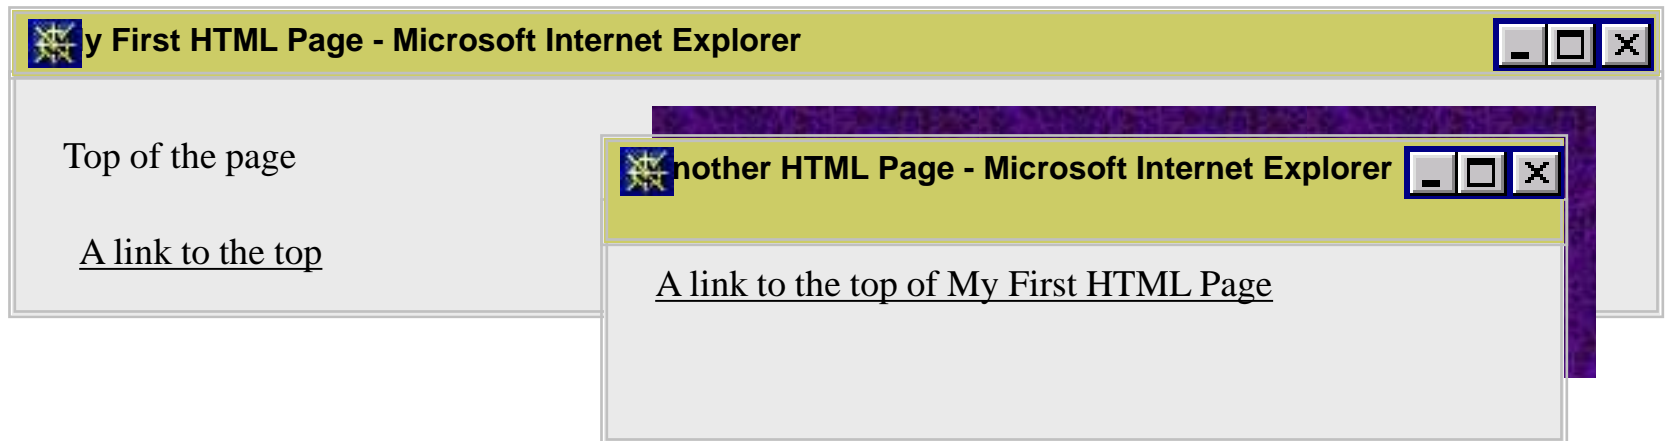 y First HTML Page - Microsoft Internet Explorer
Top of the page
A link to the top
nother HTML Page - Microsoft Internet Explorer
A link to the top of My First HTML Page